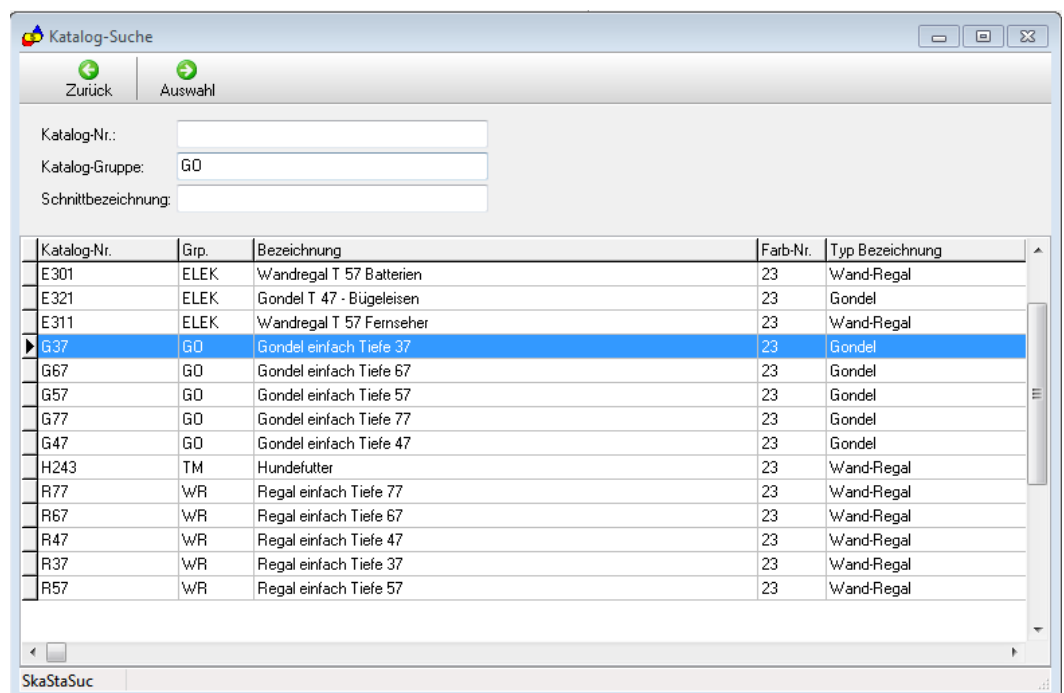 Katalog-Suche
Zurück Auswahl
Katalog-Nr.:
Katalog-Gruppe: GO
Schnittbezeichnung:
Katalog-Nr. Grp. Bezeichnung Farb-Nr. Typ Bezeichnung
E301 ELEK Wandregal T 57 Batterien 23 Wand-Regal
E321 ELEK Gondel T 47 - Bügeleisen 23 Gondel
E311 ELEK Wandregal T 57 Fernseher 23 Wand-Regal
G37 GO Gondel einfach Tiefe 37 23 Gondel
G67 GO Gondel einfach Tiefe 67 23 Gondel
G57 GO Gondel einfach Tiefe 57 23 Gondel
G77 GO Gondel einfach Tiefe 77 23 Gondel
G47 GO Gondel einfach Tiefe 47 23 Gondel
H243 TM Hundefutter 23 Wand-Regal
R77 WR Regal einfach Tiefe 77 23 Wand-Regal
R67 WR Regal einfach Tiefe 67 23 Wand-Regal
R47 WR Regal einfach Tiefe 47 23 Wand-Regal
R37 WR Regal einfach Tiefe 37 23 Wand-Regal
R57 WR Regal einfach Tiefe 57 23 Wand-Regal
SkaStaSuc